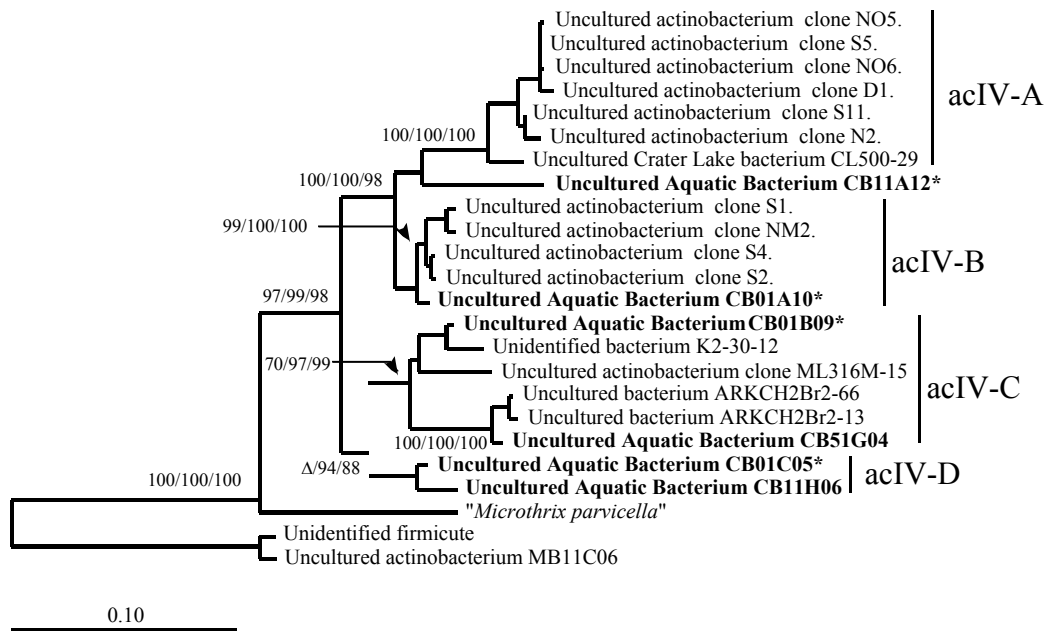 Uncultured actinobacterium clone NO5.
Uncultured actinobacterium clone S5.
Uncultured actinobacterium clone NO6.
Uncultured actinobacterium clone D1.
acIV-A
Uncultured actinobacterium clone S11.
Uncultured actinobacterium clone N2.
100/100/100
Uncultured Crater Lake bacterium CL500-29
100/100/98
Uncultured Aquatic Bacterium CB11A12*
Uncultured actinobacterium clone S1.
99/100/100
Uncultured actinobacterium clone NM2.
Uncultured actinobacterium clone S4.
acIV-B
Uncultured actinobacterium clone S2.
97/99/98
Uncultured Aquatic Bacterium CB01A10*
Uncultured Aquatic Bacterium CB01B09*
Unidentified bacterium K2-30-12
70/97/99
Uncultured actinobacterium clone ML316M-15
acIV-C
Uncultured bacterium ARKCH2Br2-66
Uncultured bacterium ARKCH2Br2-13
100/100/100
Uncultured Aquatic Bacterium CB51G04
Δ/94/88
Uncultured Aquatic Bacterium CB01C05*
acIV-D
100/100/100
Uncultured Aquatic Bacterium CB11H06
"Microthrix parvicella"
Unidentified firmicute
Uncultured actinobacterium MB11C06
0.10